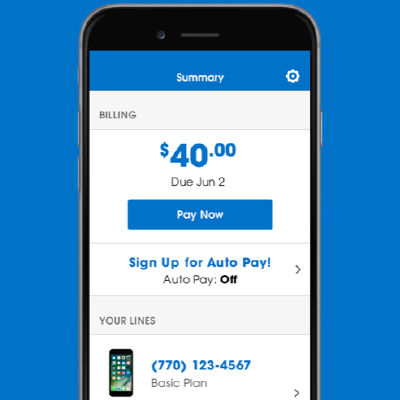 Summary
BILLING
$40.00
Due Jun 2
Pay Now
Sign Up for Auto Pay!
Auto Pay: Off
YOUR LINES
(770) 123-4567
Basic Plan